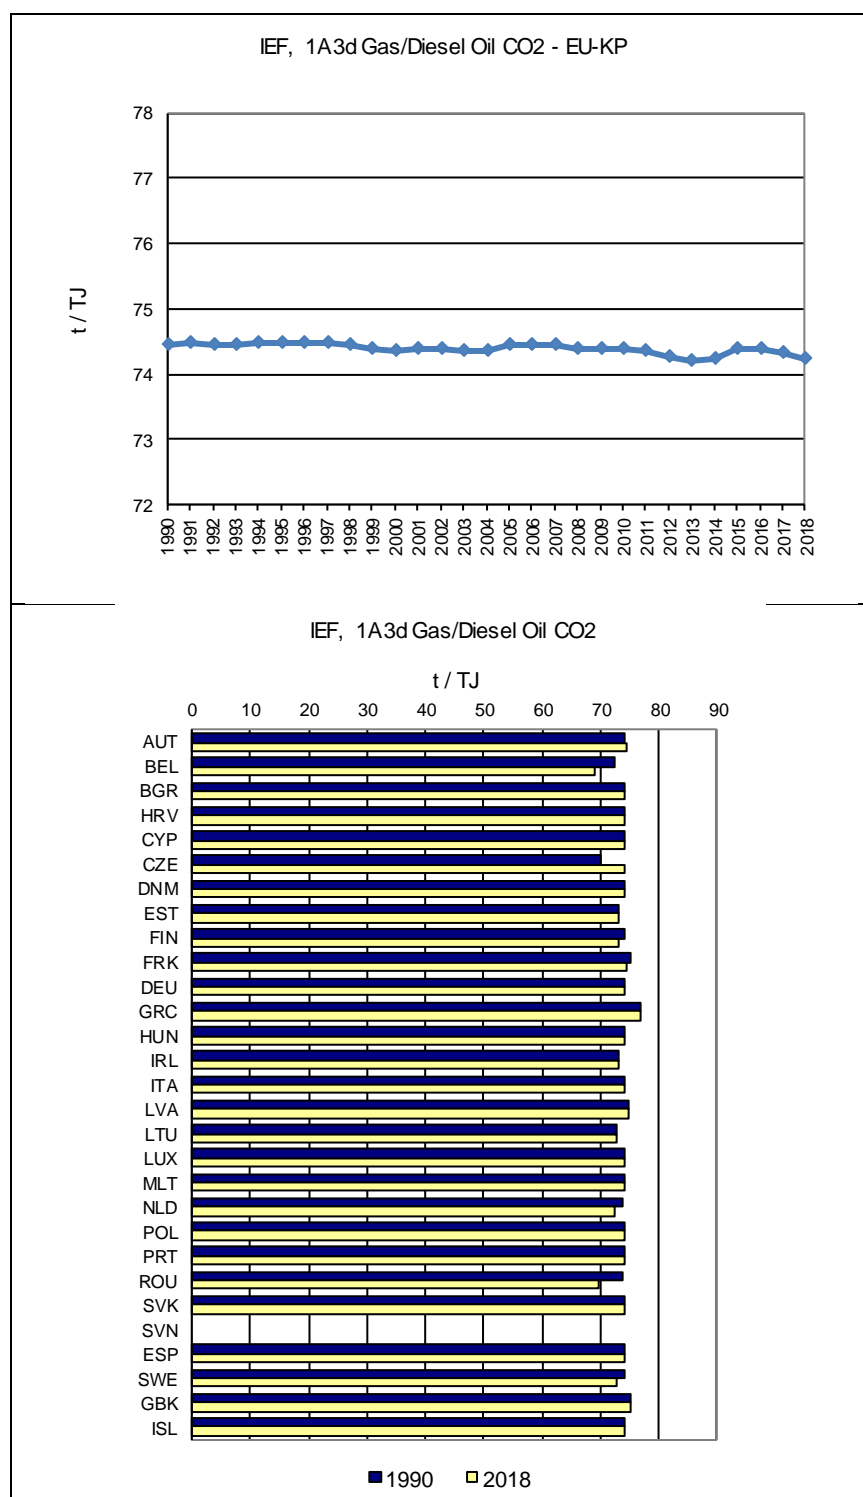 IEF, 1A3d Gas/Diesel Oil CO2 - EU-KP
78
77
76
75
74
73
72
t / TJ
1990 1991 1992 1993 1994 1995 1996 1997 1998 1999 2000 2001 2002 2003 2004 2005 2006 2007 2008 2009 2010 2011 2012 2013 2014 2015 2016 2017 2018
IEF, 1A3d Gas/Diesel Oil CO2
t / TJ
0 10 20 30 40 50 60 70 80 90
AUT
BEL
BGR
HRV
CYP
CZE
DNM
EST
FIN
FRK
DEU
GRC
HUN
IRL
ITA
LVA
LTU
LUX
MLT
NLD
POL
PRT
ROU
SVK
SVN
ESP
SWE
GBK
ISL
1990 2018